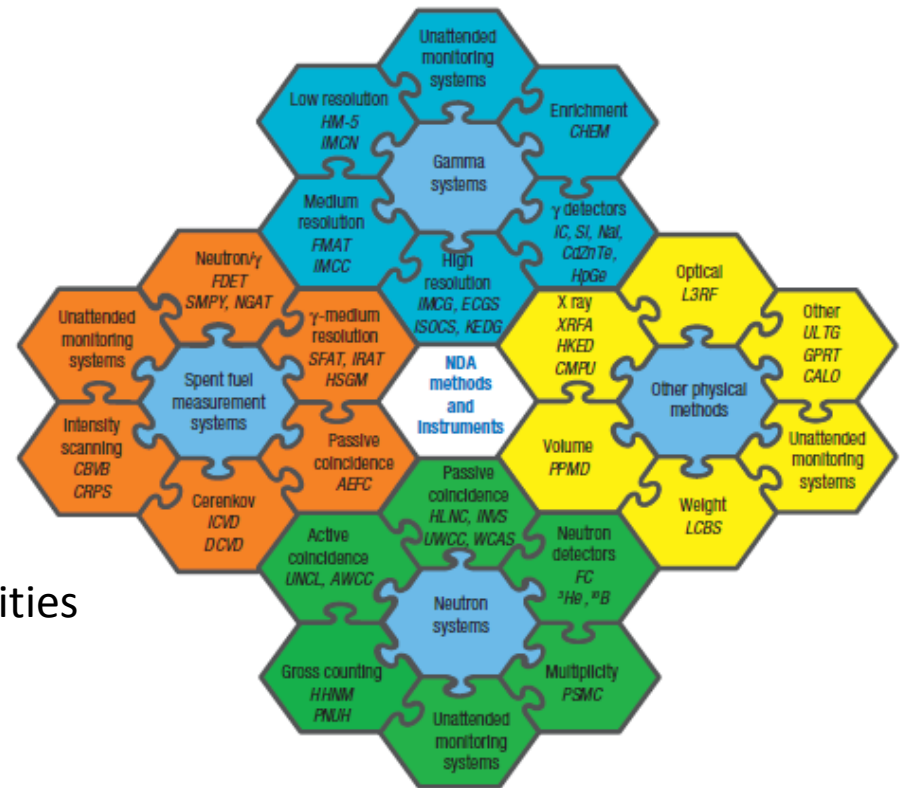 Unattended
monitoring
systems
Low resolution
HM-5
IMCN
Enrichment
CHEM
Gamma
systems
Medium
resolution
FMAT
IMCC
γ detectors
IC, SI, NaI,
CdZnTe,
HpGe
High
resolution
IMCG, ECGS
ISOCS, KEDG
Neutron/γ
FDET
SMPY, NGAT
Optical
L3RF
Unattended
monitoring
systems
γ-medium
resolution
SFAT, IRAT
HSGM
X ray
XRFA
HKED
CMPU
Other
ULTG
GPRT
CALO
Spent fuel
measurement
systems
NDA
methods
and
Instruments
Other physical
methods
Intensity
scanning
CBVB
CRPS
Passive
coincidence
AEFC
Volume
PPMD
Unattended
monitoring
systems
Cerenkov
ICVD
DCVD
Passive
coincidence
HLNC, INVS
UWCC, WCAS
Weight
LCBS
Active
coincidence
UNCL, AWCC
Neutron
detectors
FC
³He, ¹⁰B
ities
Neutron
systems
Gross counting
HHNM
PNUH
Multiplicity
PSMC
Unattended
monitoring
systems